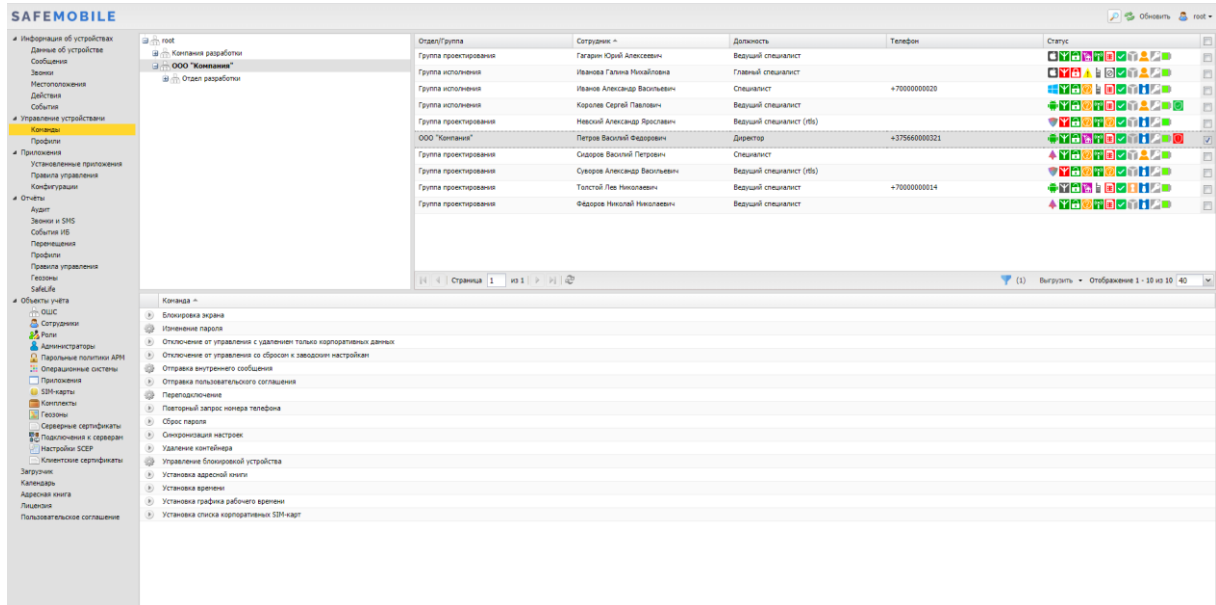 SAFEMOBILE
Обновить root
Информация об устройствах
Данные об устройстве
Сообщения
Звонки
Местоположения
Действия
События
Управление устройствами
Команды
Профили
Приложения
Установленные приложения
Правила управления
Конфигурации
Отчёты
Аудит
Звонки и SMS
События ИБ
Перемещения
Профили
Правила управления
Геозоны
SafeLife
Объекты учёта
ОШС
Сотрудники
Роли
Администраторы
Парольные политики АРМ
Операционные системы
Приложения
SIM-карты
Комплекты
Геозоны
Серверные сертификаты
Подключения к серверам
Настройки SCEP
Клиентские сертификаты
Загрузчик
Календарь
Адресная книга
Лицензия
Пользовательское соглашение
root
Компания разработки
ООО "Компания"
Отдел разработки
Отдел/Группа Сотрудник Должность Телефон Статус
Группа проектирования Гагарин Юрий Алексеевич Ведущий специалист
Группа исполнения Иванова Галина Михайловна Главный специалист
Группа исполнения Иванов Александр Васильевич Специалист +70000000020
Группа исполнения Королев Сергей Павлович Ведущий специалист
Группа проектирования Невский Александр Ярославич Ведущий специалист (rtls)
ООО "Компания" Петров Василий Федорович Директор +375660000321
Группа проектирования Сидоров Василий Петрович Специалист
Группа проектирования Суворов Александр Васильевич Ведущий специалист (rtls)
Группа проектирования Толстой Лев Николаевич Ведущий специалист +70000000014
Группа проектирования Фёдоров Николай Николаевич Ведущий специалист
Страница 1 из 1 (1) Выгрузить Отображение 1 - 10 из 10 40
Команда
Блокировка экрана
Изменение пароля
Отключение от управления с удалением только корпоративных данных
Отключение от управления со сбросом к заводским настройкам
Отправка внутреннего сообщения
Отправка пользовательского соглашения
Переподключение
Повторный запрос номера телефона
Сброс пароля
Синхронизация настроек
Удаление контейнера
Управление блокировкой устройства
Установка адресной книги
Установка времени
Установка графика рабочего времени
Установка списка корпоративных SIM-карт